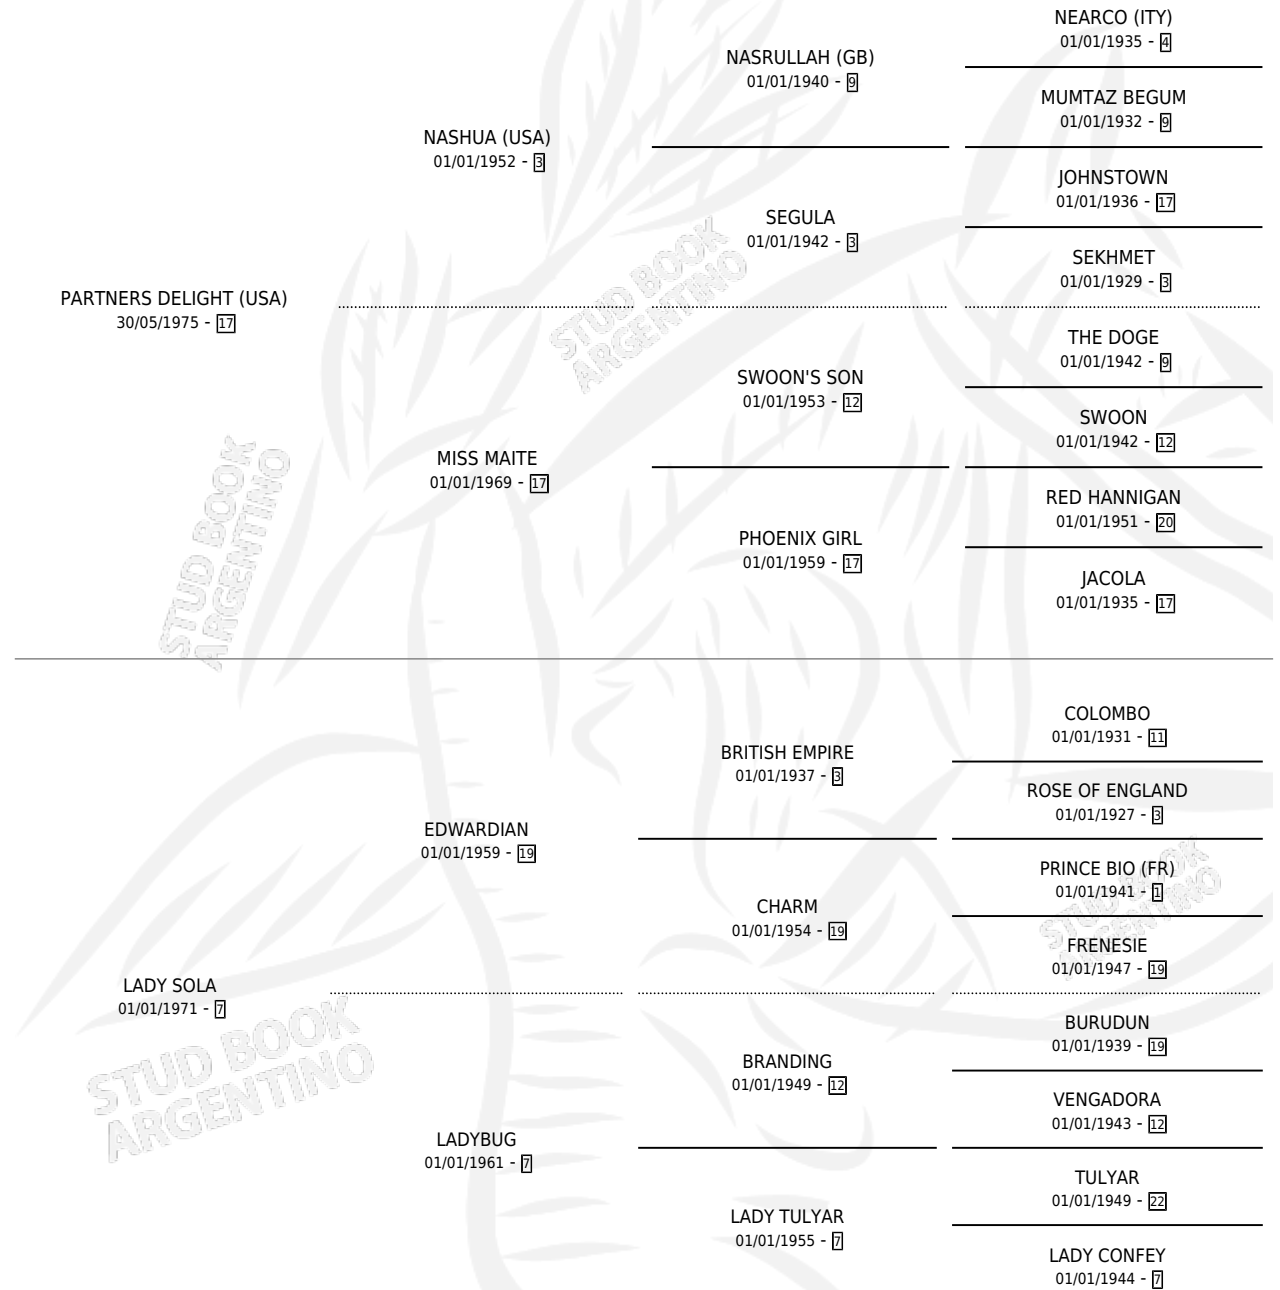 NEARCO (ITY)
01/01/1935 - 4
NASRULLAH (GB)
01/01/1940 - 9
MUMTAZ BEGUM
01/01/1932 - 9
NASHUA (USA)
01/01/1952 - 3
JOHNSTOWN
01/01/1936 - 17
SEGULA
01/01/1942 - 3
SEKHMET
01/01/1929 - 3
PARTNERS DELIGHT (USA)
30/05/1975 - 17
THE DOGE
01/01/1942 - 9
SWOON'S SON
01/01/1953 - 12
SWOON
01/01/1942 - 12
MISS MAITE
01/01/1969 - 17
RED HANNIGAN
01/01/1951 - 20
PHOENIX GIRL
01/01/1959 - 17
JACOLA
01/01/1935 - 17
COLOMBO
01/01/1931 - 11
BRITISH EMPIRE
01/01/1937 - 3
ROSE OF ENGLAND
01/01/1927 - 3
EDWARDIAN
01/01/1959 - 19
PRINCE BIO (FR)
01/01/1941 - 1
CHARM
01/01/1954 - 19
FRENESIE
01/01/1947 - 19
LADY SOLA
01/01/1971 - 7
BURUDUN
01/01/1939 - 19
BRANDING
01/01/1949 - 12
VENGADORA
01/01/1943 - 12
LADYBUG
01/01/1961 - 7
TULYAR
01/01/1949 - 22
LADY TULYAR
01/01/1955 - 7
LADY CONFEY
01/01/1944 - 7
STUD BOOK
ARGENTINO
STUD BOOK
ARGENTINO
STUD BOOK
ARGENTINO
STUD BOOK
ARGENTINO